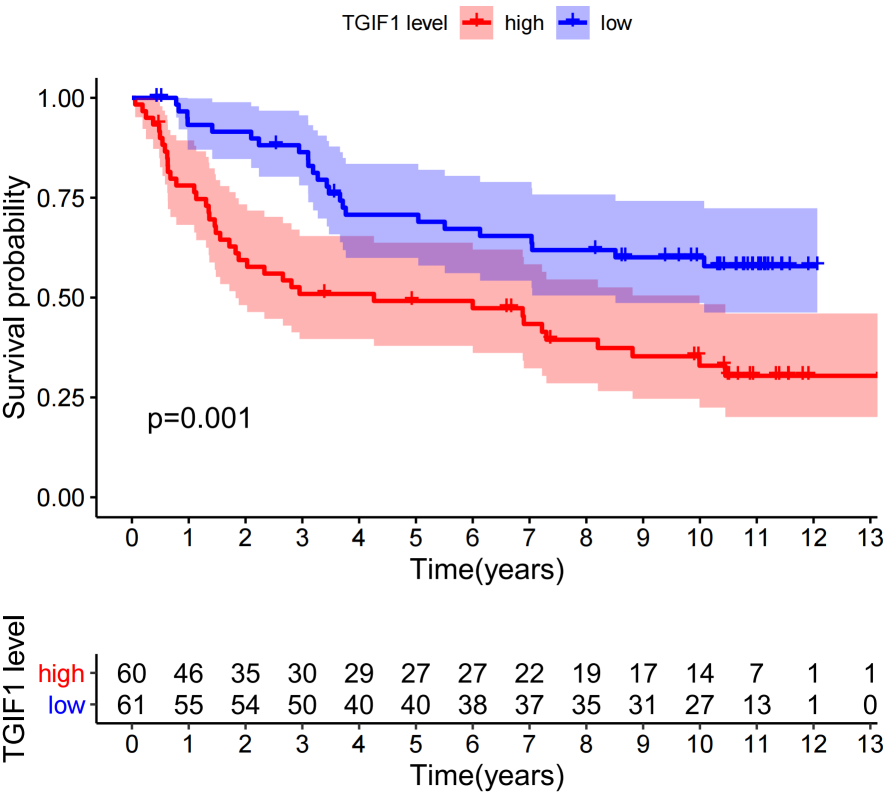 TGIF1 level high low
Survival probability
1.00
0.75
0.50
0.25
0.00
p=0.001
0 1 2 3 4 5 6 7 8 9 10 11 12 13
Time(years)
TGIF1 level
high 60 46 35 30 29 27 27 22 19 17 14 7 1 1
low 61 55 54 50 40 40 38 37 35 31 27 13 1 0
0 1 2 3 4 5 6 7 8 9 10 11 12 13
Time(years)